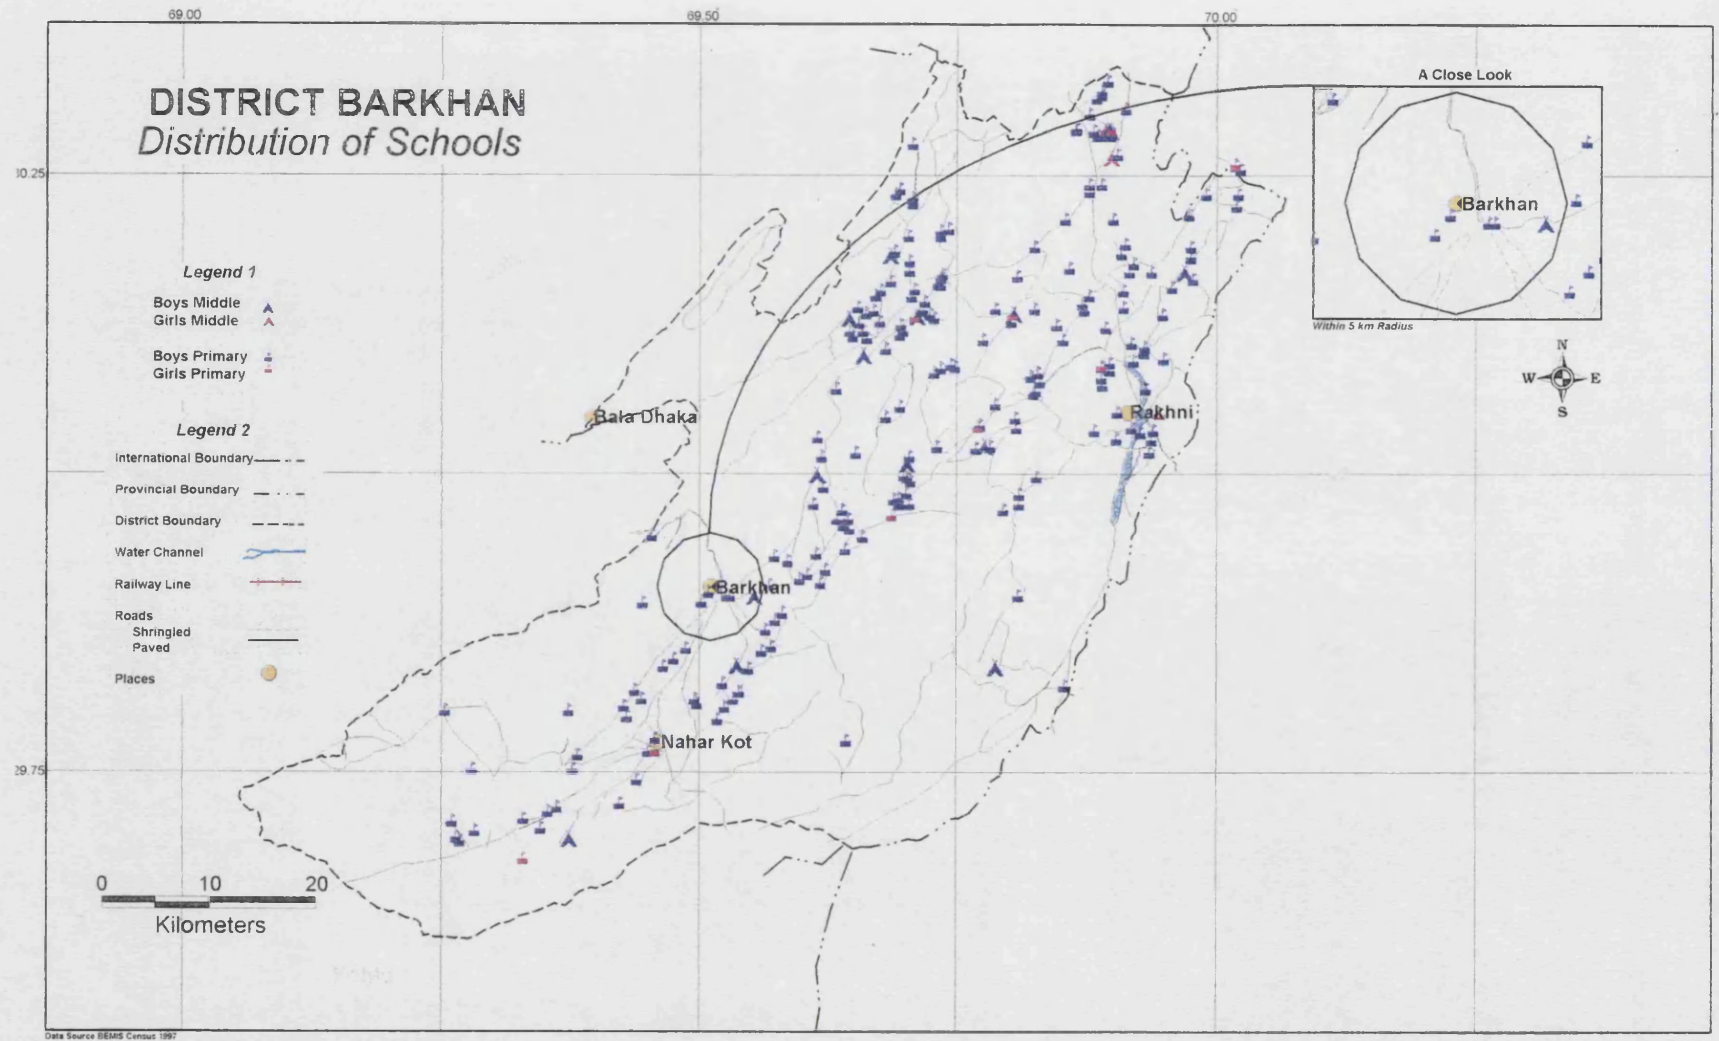 69.00
69.50
70.00
A Close Look
DISTRICT BARKHAN
Distribution of Schools
30.25
Barkhan
Within 5 km Radius
Legend 1
Boys Middle
Girls Middle
Boys Primary
Girls Primary
N
W E
S
Bala Dhaka
Rakhni
Legend 2
International Boundary
Provincial Boundary
District Boundary
Water Channel
Railway Line
Roads
Shringled
Paved
Places
Barkhan
Nahar Kot
29.75
0 10 20
Kilometers
Data Source BEMIS Census 1997